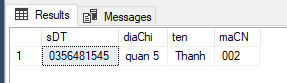 Results Messages
sDT diaChi ten maCN
1 0356481545 quan 5 Thanh 002